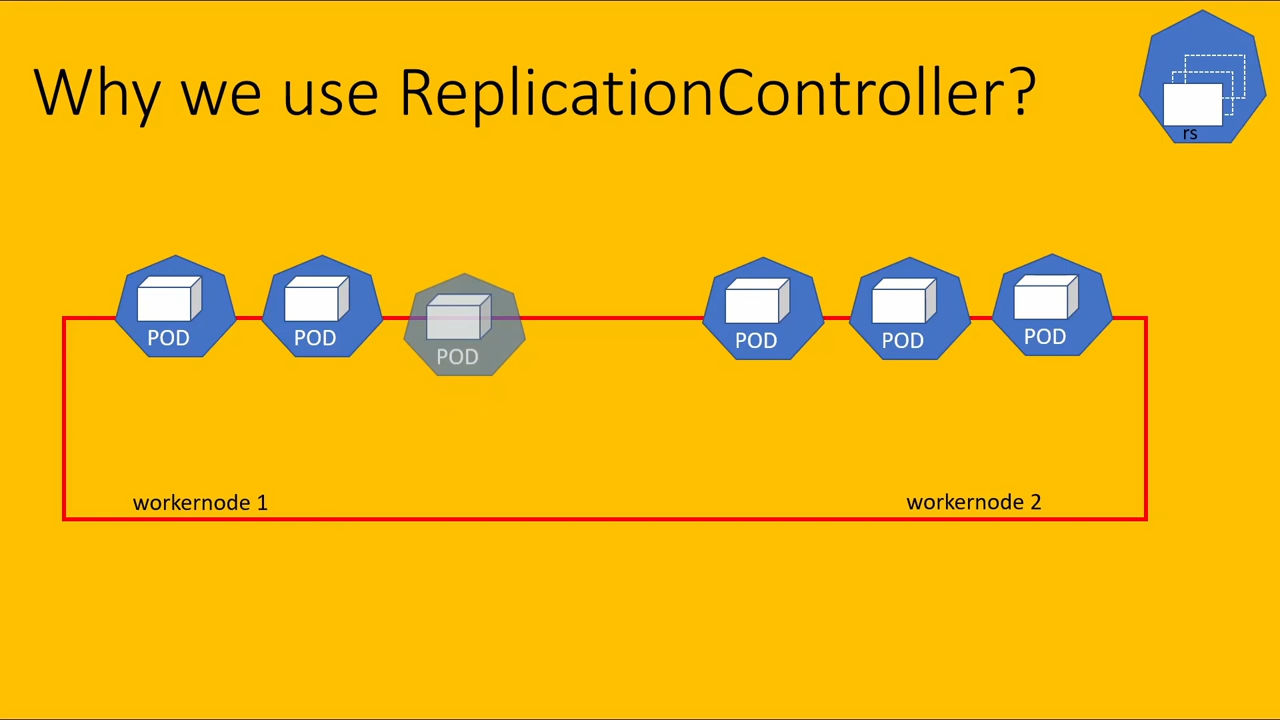 Why we use ReplicationController?
rs
POD
POD
POD
POD
POD
POD
workernode 1
workernode 2